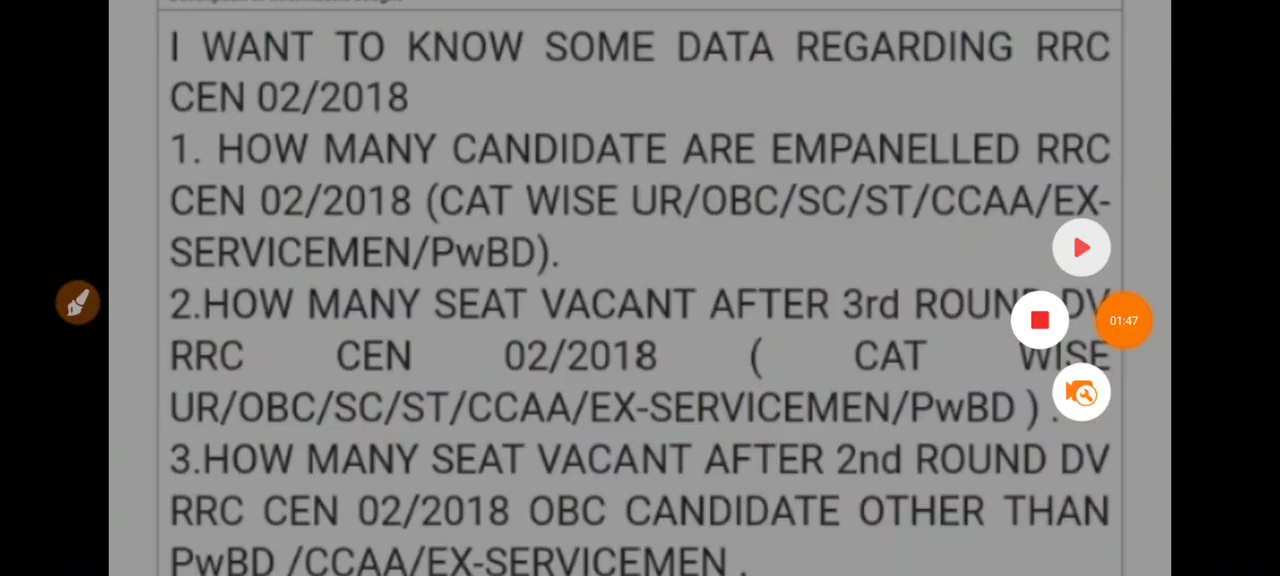 I WANT TO KNOW SOME DATA REGARDING RRC
CEN 02/2018
1. HOW MANY CANDIDATE ARE EMPANELLED RRC
CEN 02/2018 (CAT WISE UR/OBC/SC/ST/CCAA/EX-
SERVICEMEN/PwBD).
2.HOW MANY SEAT VACANT AFTER 3rd ROUND DV
RRC CEN 02/2018 ( CAT WISE
UR/OBC/SC/ST/CCAA/EX-SERVICEMEN/PwBD ) .
01:47
3.HOW MANY SEAT VACANT AFTER 2nd ROUND DV
RRC CEN 02/2018 OBC CANDIDATE OTHER THAN
PwBD /CCAA/EX-SERVICEMEN .